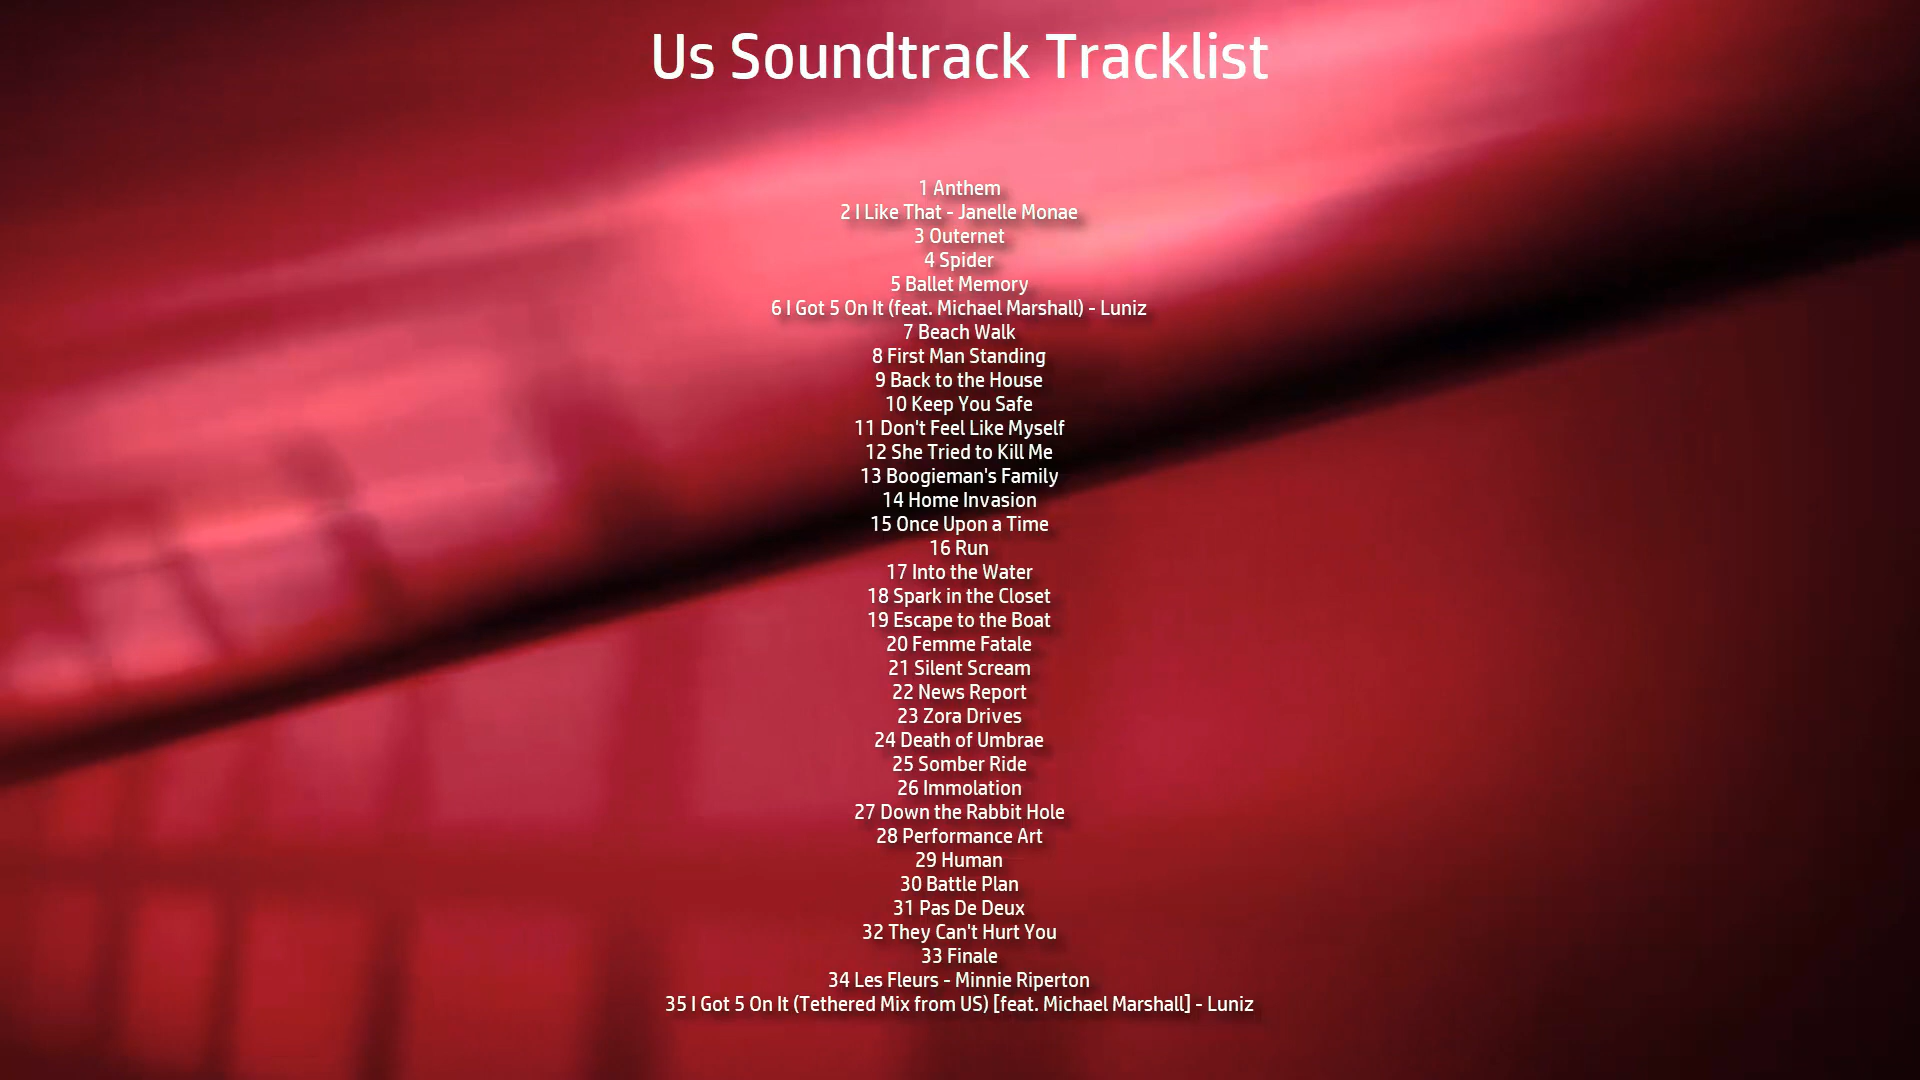 Us Soundtrack Tracklist
1 Anthem
2 I Like That - Janelle Monae
3 Outernet
4 Spider
5 Ballet Memory
6 I Got 5 On It (feat. Michael Marshall) - Luniz
7 Beach Walk
8 First Man Standing
9 Back to the House
10 Keep You Safe
11 Don't Feel Like Myself
12 She Tried to Kill Me
13 Boogieman's Family
14 Home Invasion
15 Once Upon a Time
16 Run
17 Into the Water
18 Spark in the Closet
19 Escape to the Boat
20 Femme Fatale
21 Silent Scream
22 News Report
23 Zora Drives
24 Death of Umbrae
25 Somber Ride
26 Immolation
27 Down the Rabbit Hole
28 Performance Art
29 Human
30 Battle Plan
31 Pas De Deux
32 They Can't Hurt You
33 Finale
34 Les Fleurs - Minnie Riperton
35 I Got 5 On It (Tethered Mix from US) [feat. Michael Marshall] - Luniz